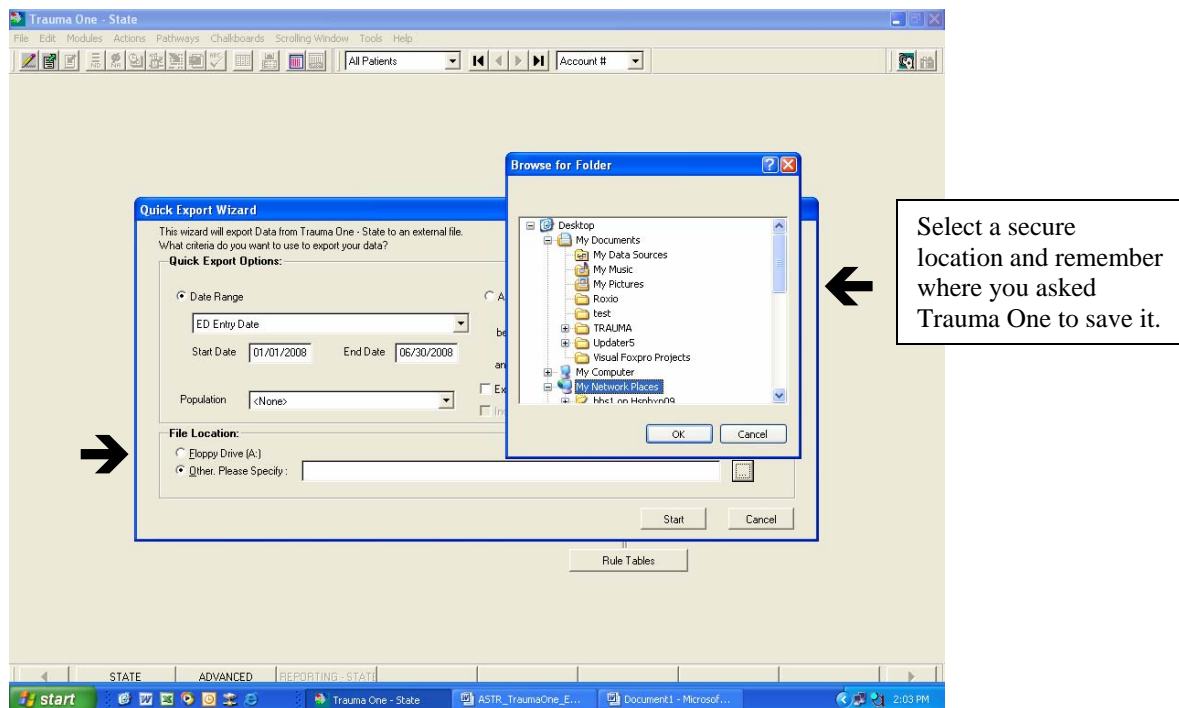 Trauma One - State
File Edit Modules Actions Pathways Chalkboards Scrolling Window Tools Help
All Patients
Account #
Browse for Folder
Desktop
My Documents
My Data Sources
My Music
My Pictures
Roxio
test
TRAUMA
Updater5
Visual Foxpro Projects
My Computer
My Network Places
OK Cancel
Quick Export Wizard
This wizard will export Data from Trauma One - State to an external file.
What criteria do you want to use to export your data?
Quick Export Options:
Date Range
ED Entry Date
Start Date 01/01/2008 End Date 06/30/2008
Population <None>
File Location:
Floppy Drive (A:)
Other. Please Specify :
...
Start Cancel
Rule Tables
Select a secure
location and remember
where you asked
Trauma One to save it.
STATE ADVANCED REPORTING - STATE
start Trauma One - State ASTR_TraumaOne_E... Document1 - Microsof... 2:03 PM